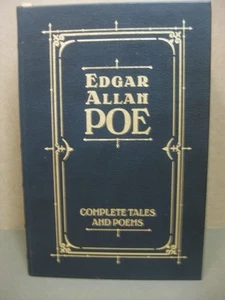 EDGAR
ALLAN
POE
COMPLETE TALES
AND POEMS